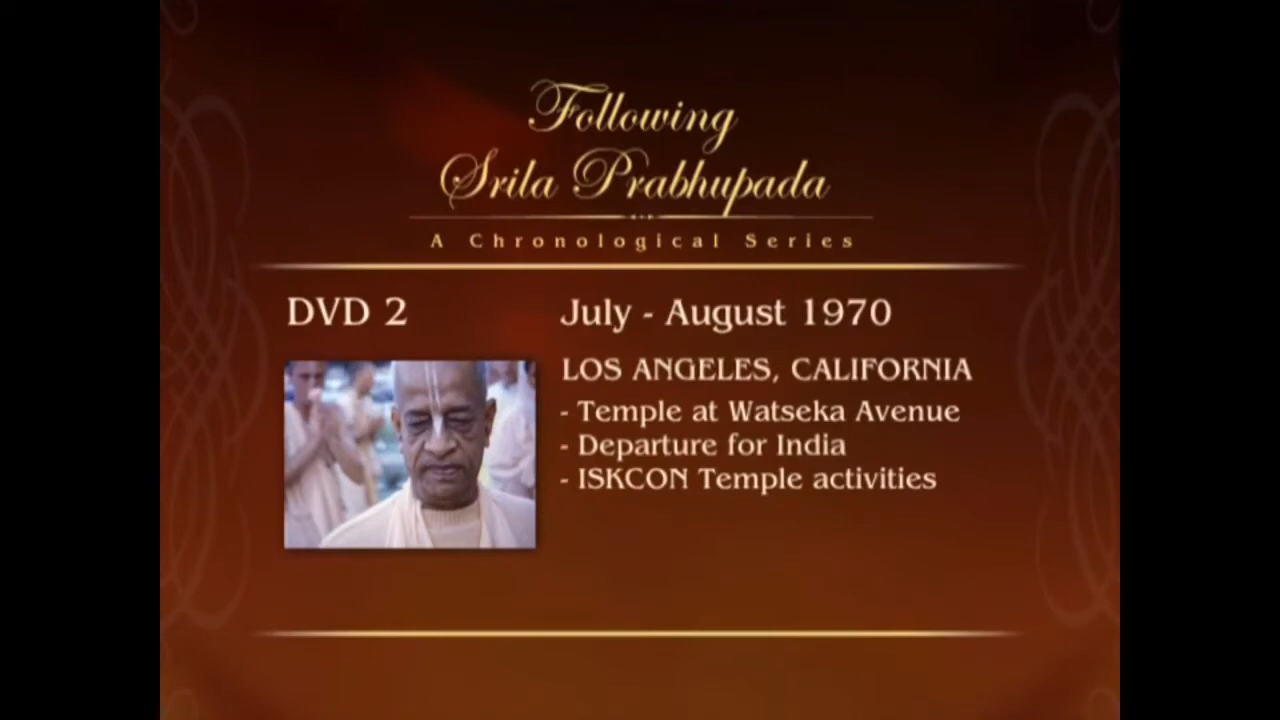 Following
Srila Prabhupada
A Chronological Series
DVD 2
July - August 1970
LOS ANGELES, CALIFORNIA
- Temple at Watseka Avenue
- Departure for India
- ISKCON Temple activities